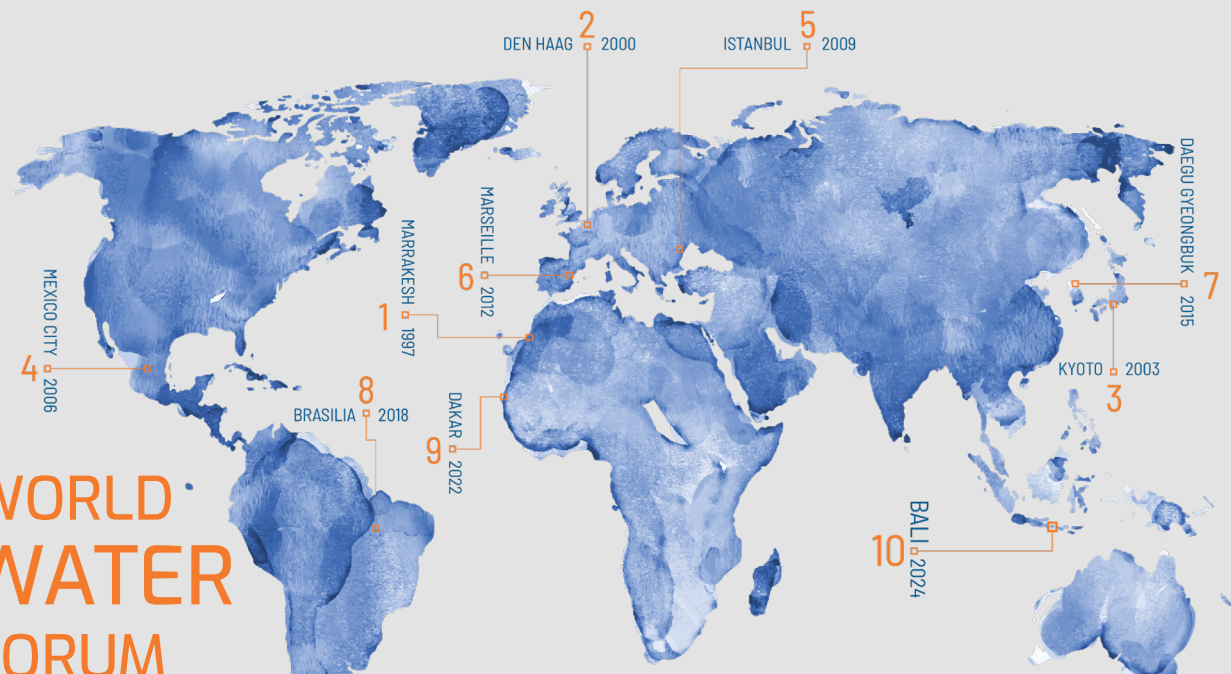 2
DEN HAAG 2000
5
ISTANBUL 2009
DAEGU GYEONGBUK 2015
7
MARSEILLE 2012
6
MARRAKESH 1997
1
MEXICO CITY 2006
4
KYOTO 2003
3
8
BRASILIA 2018
DAKAR 2022
9
BALI 2024
10
WORLD
WATER
ORUM